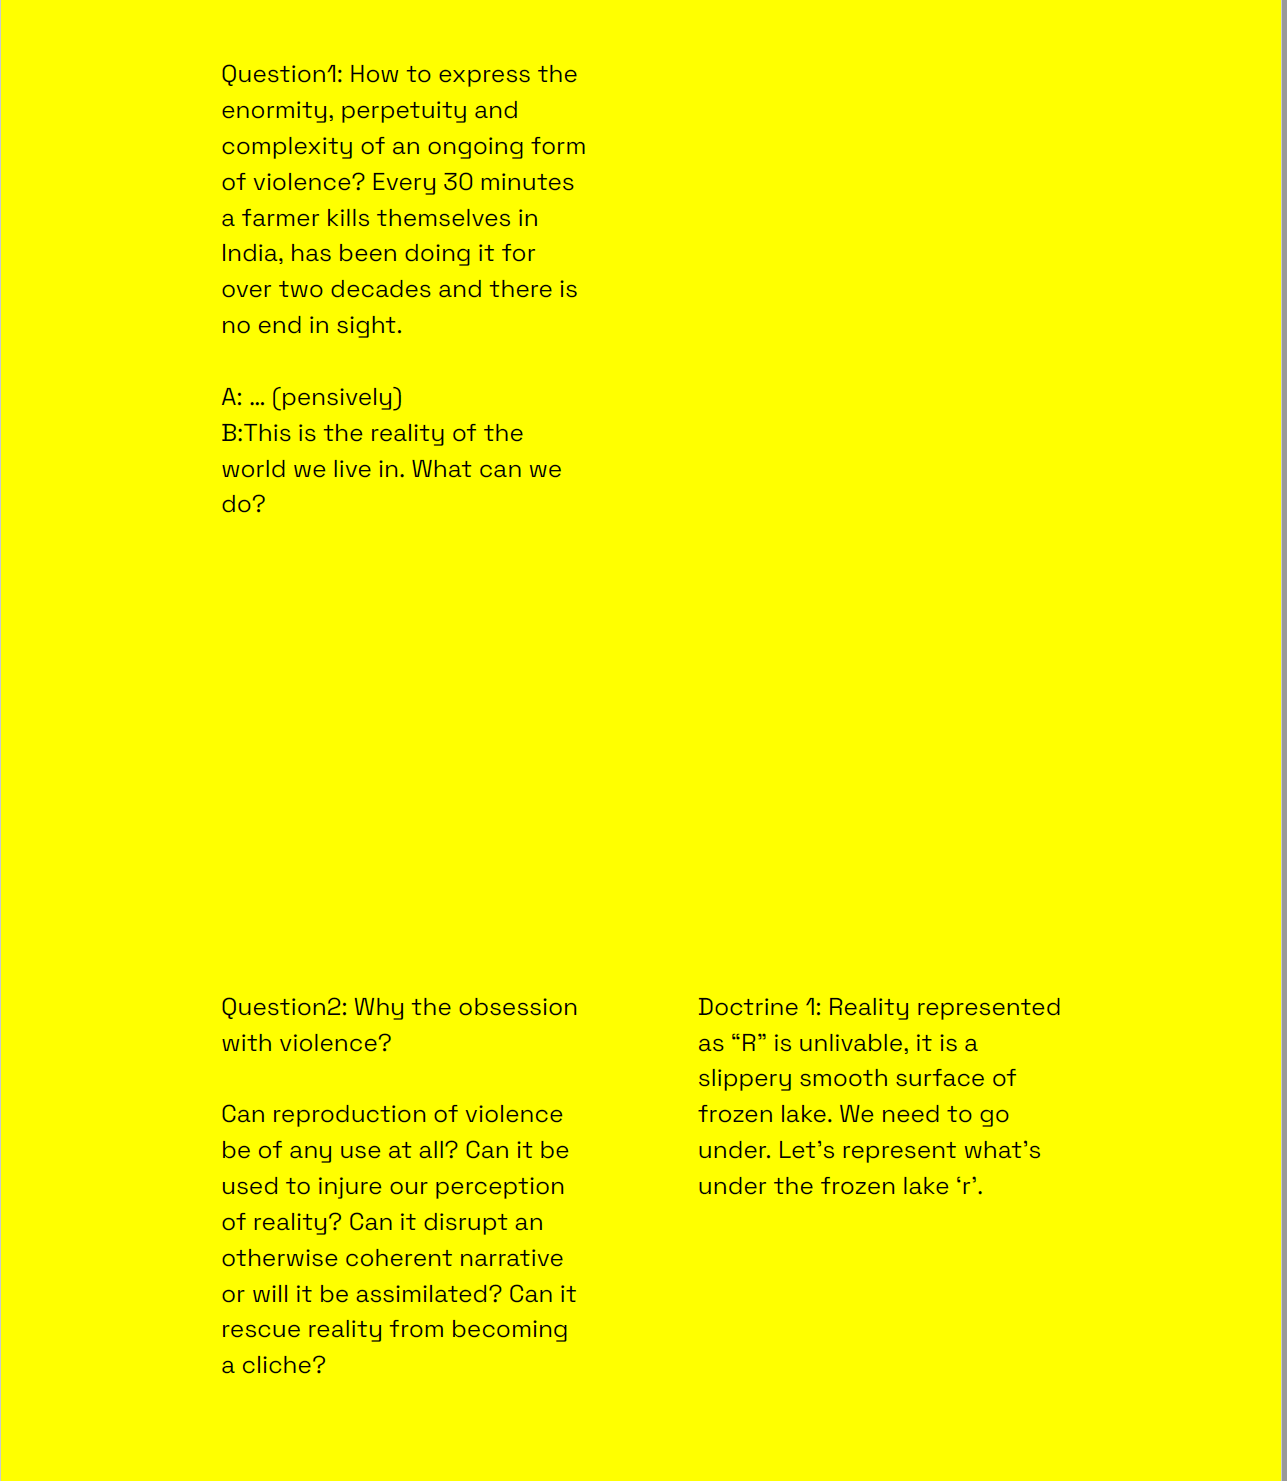 Question1: How to express the
enormity, perpetuity and
complexity of an ongoing form
of violence? Every 30 minutes
a farmer kills themselves in
India, has been doing it for
over two decades and there is
no end in sight.
A: ... (pensively)
B:This is the reality of the
world we live in. What can we
do?
Question2: Why the obsession
with violence?
Can reproduction of violence
be of any use at all? Can it be
used to injure our perception
of reality? Can it disrupt an
otherwise coherent narrative
or will it be assimilated? Can it
rescue reality from becoming
a cliche?
Doctrine 1: Reality represented
as “R” is unlivable, it is a
slippery smooth surface of
frozen lake. We need to go
under. Let’s represent what’s
under the frozen lake ‘r’.